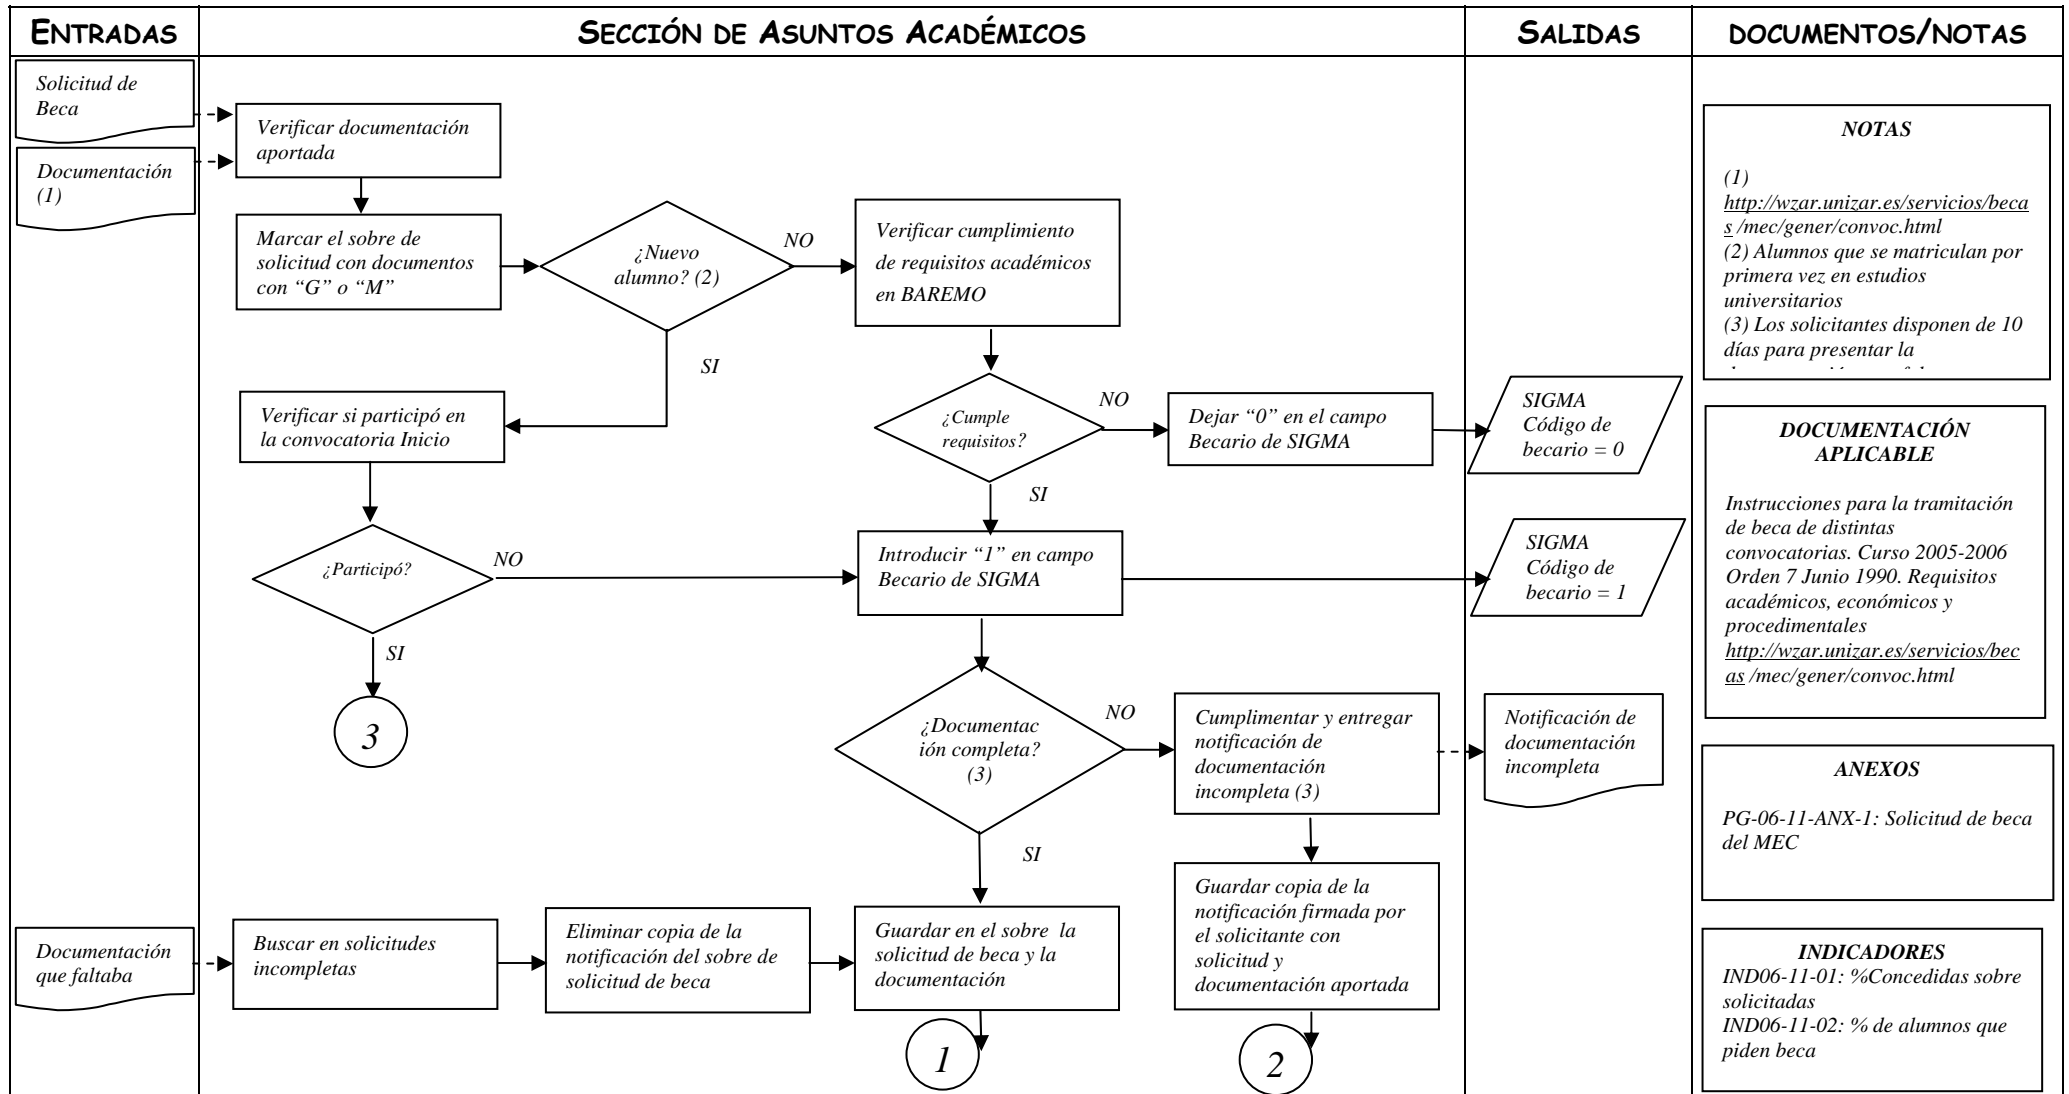 ENTRADAS
SECCIÓN DE ASUNTOS ACADÉMICOS
SALIDAS
DOCUMENTOS/NOTAS
Solicitud de
Beca
Documentación
(1)
Verificar documentación
aportada
Marcar el sobre de
solicitud con documentos
con “G” o “M”
¿Nuevo
alumno? (2)
NO
SI
Verificar cumplimiento
de requisitos académicos
en BAREMO
Verificar si participó en
la convocatoria Inicio
¿Cumple
requisitos?
NO
SI
Dejar “0” en el campo
Becario de SIGMA
SIGMA
Código de
becario = 0
¿Participó?
NO
SI
3
Introducir “1” en campo
Becario de SIGMA
SIGMA
Código de
becario = 1
¿Documentac
ión completa?
(3)
NO
SI
Cumplimentar y entregar
notificación de
documentación
incompleta (3)
Notificación de
documentación
incompleta
Guardar copia de la
notificación firmada por
el solicitante con
solicitud y
documentación aportada
Documentación
que faltaba
Buscar en solicitudes
incompletas
Eliminar copia de la
notificación del sobre de
solicitud de beca
Guardar en el sobre la
solicitud de beca y la
documentación
1
2
NOTAS
(1)
http://wzar.unizar.es/servicios/beca
s /mec/gener/convoc.html
(2) Alumnos que se matriculan por
primera vez en estudios
universitarios
(3) Los solicitantes disponen de 10
días para presentar la
DOCUMENTACIÓN
APLICABLE
Instrucciones para la tramitación
de beca de distintas
convocatorias. Curso 2005-2006
Orden 7 Junio 1990. Requisitos
académicos, económicos y
procedimentales
http://wzar.unizar.es/servicios/bec
as /mec/gener/convoc.html
ANEXOS
PG-06-11-ANX-1: Solicitud de beca
del MEC
INDICADORES
IND06-11-01: %Concedidas sobre
solicitadas
IND06-11-02: % de alumnos que
piden beca